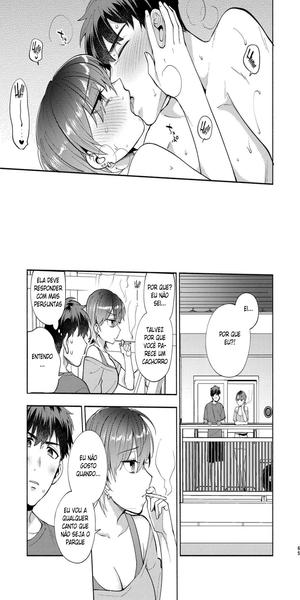 EI...
POR QUE EU?!
POR QUE?
EU NÃO
SEI...
TALVEZ
POR QUE
VOCÊ
PARECE UM
CACHORRO
ELA DEVE
RESPONDER
COM MAIS
PERGUNTAS
ENTENDO
...
EU NÃO
GOSTO
QUANDO...
EU VOU A
QUALQUER
CANTO QUE
NÃO SEJA O
PARQUE